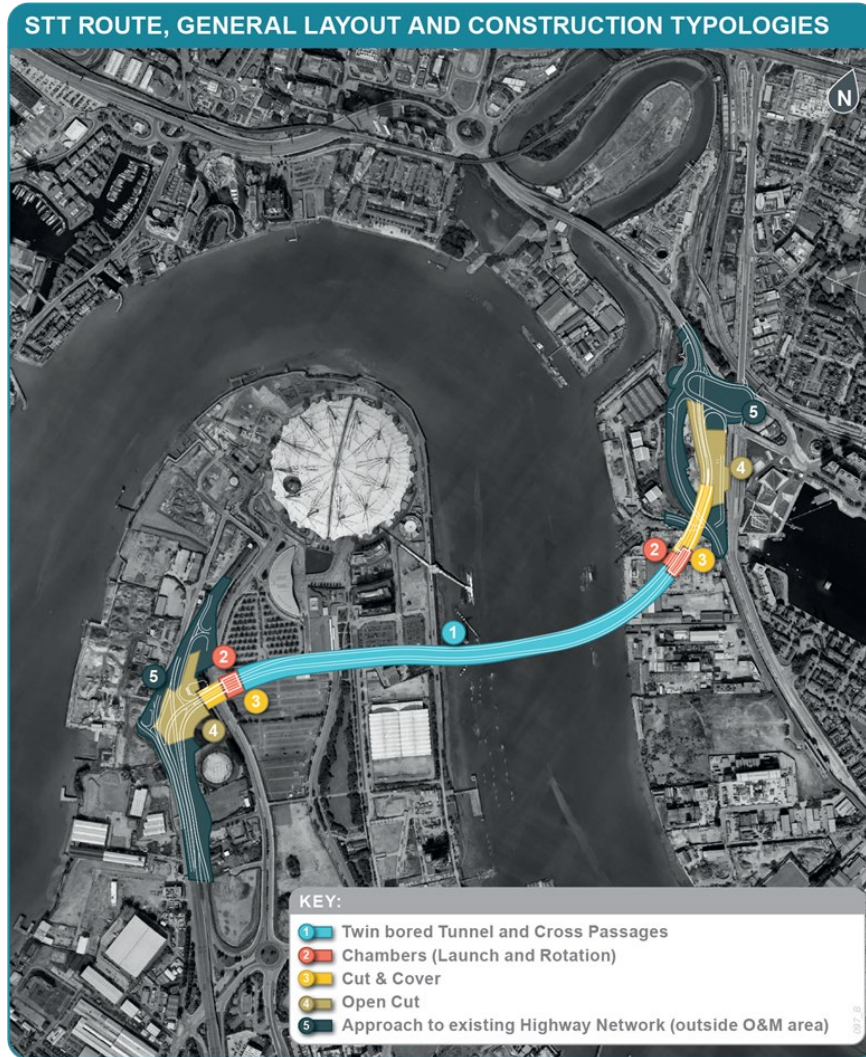 STT ROUTE, GENERAL LAYOUT AND CONSTRUCTION TYPOLOGIES
N
5
4
2
3
1
2
5
3
4
KEY:
1 Twin bored Tunnel and Cross Passages
2 Chambers (Launch and Rotation)
3 Cut & Cover
4 Open Cut
5 Approach to existing Highway Network (outside O&M area)